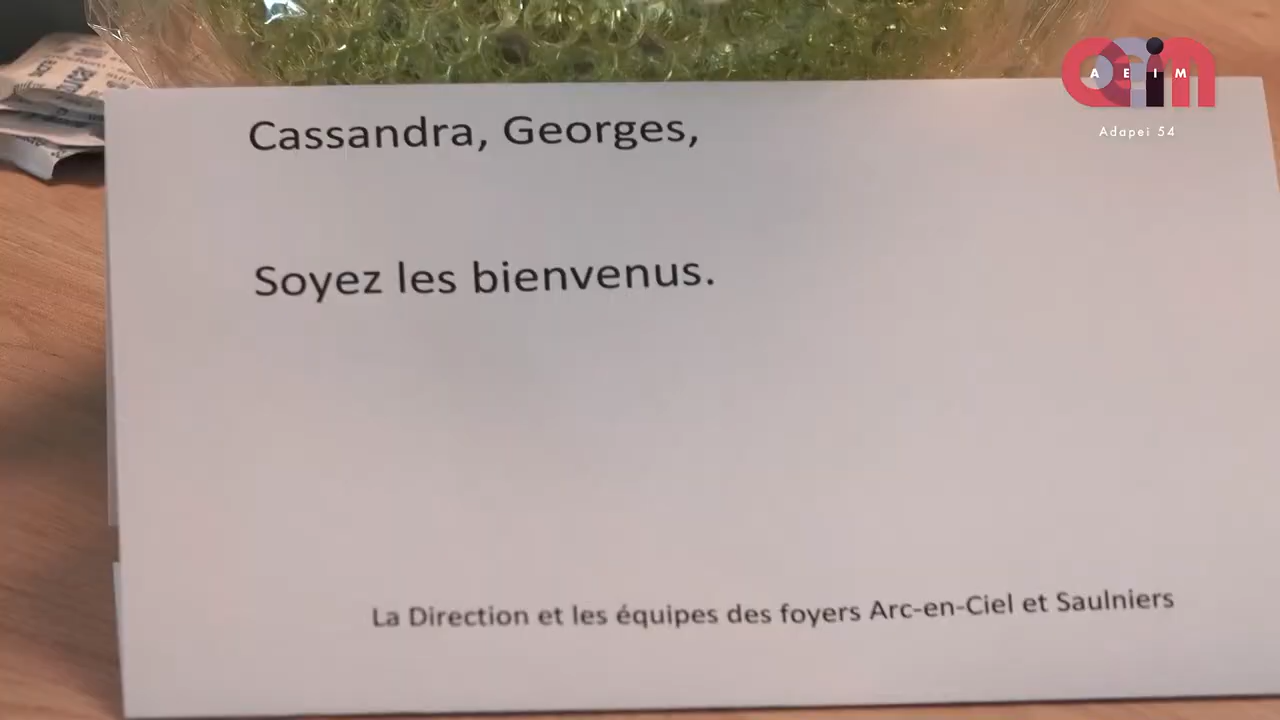 AEIM
Adapei 54
Cassandra, Georges,
Soyez les bienvenus.
La Direction et les équipes des foyers Arc-en-Ciel et Saulniers